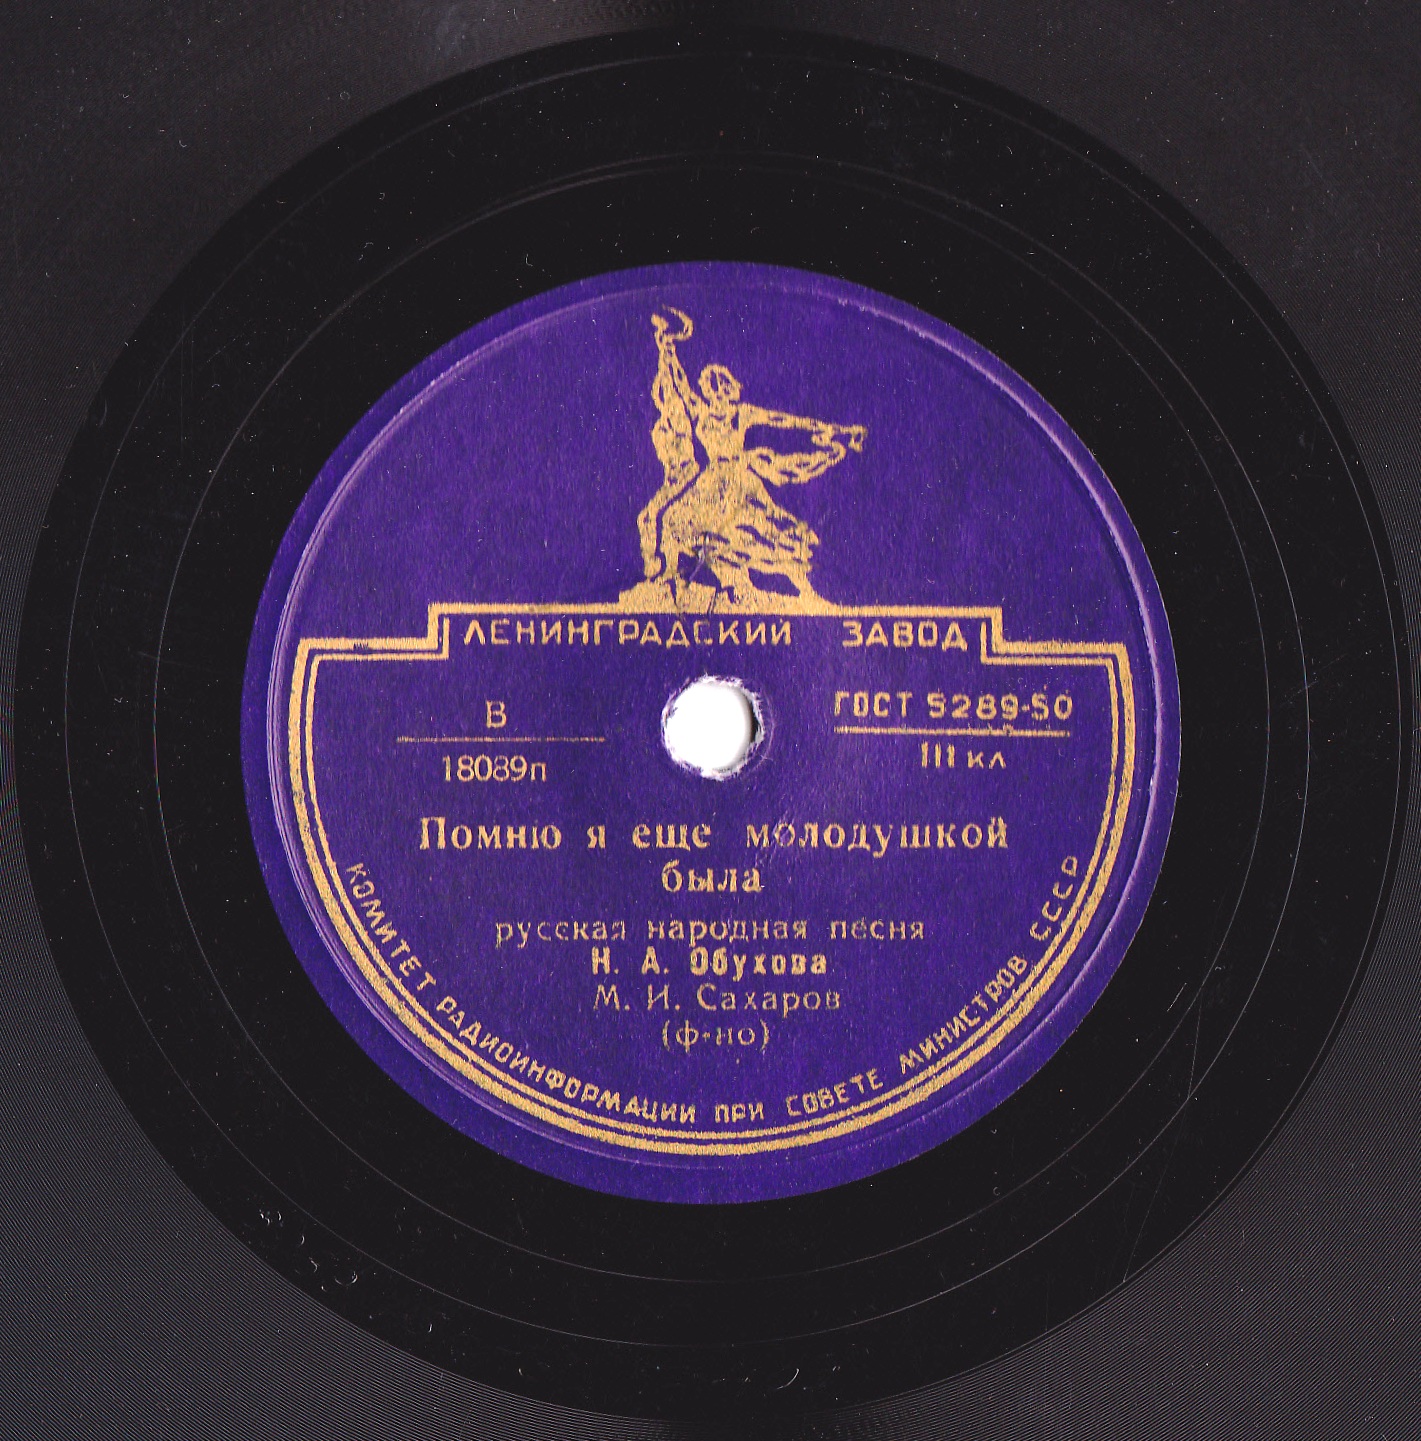 ЛЕНИНГРАДСКИЙ ЗАВОД
В
18089п
ГОСТ 5289-50
III кл
Помню я еще молодушкой
была
русская народная песня
Н. А. Обухова
М. И. Сахаров
(ф-но)
КОМИТЕТ РАДИОИНФОРМАЦИИ ПРИ СОВЕТЕ МИНИСТРОВ СССР